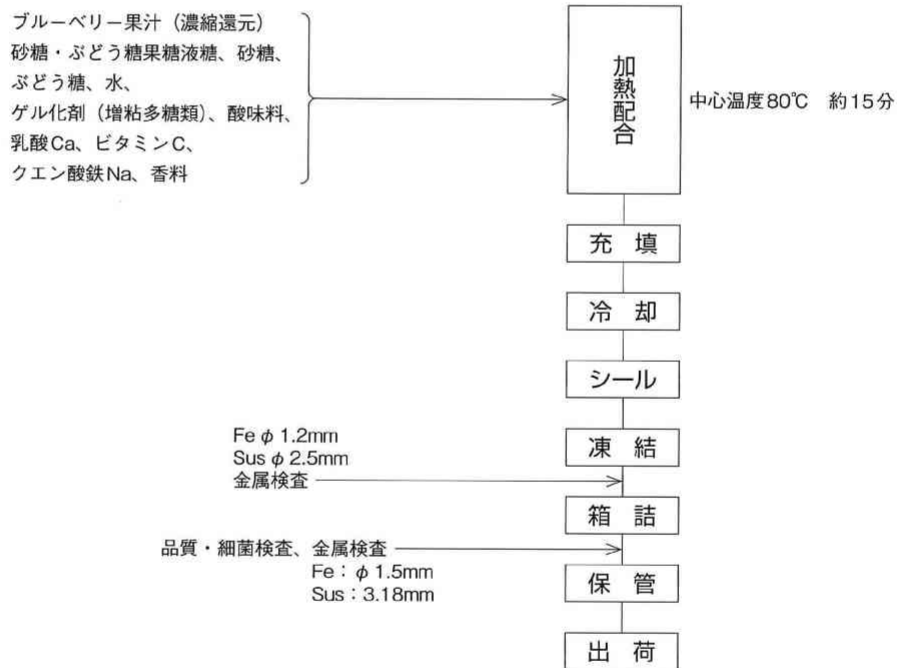 ブルーベリー果汁（濃縮還元）
砂糖・ぶどう糖果糖液糖、砂糖、
ぶどう糖、水、
ゲル化剤（増粘多糖類）、酸味料、
乳酸Ca、ビタミンC、
クエン酸鉄Na、香料
加熱配合
中心温度80℃ 約15分
充填
冷却
シール
凍結
Fe φ 1.2mm
Sus φ 2.5mm
金属検査
箱詰
品質・細菌検査、金属検査
Fe：φ 1.5mm
Sus：3.18mm
保管
出荷